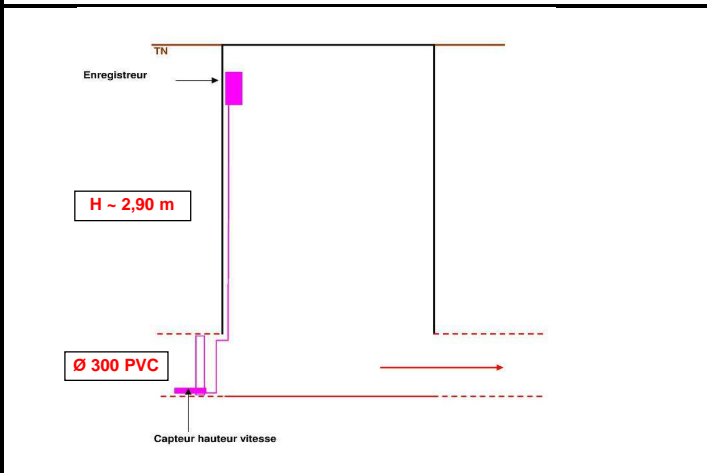 TN
Enregistreur
H ~ 2,90 m
Ø 300 PVC
Capteur hauteur vitesse